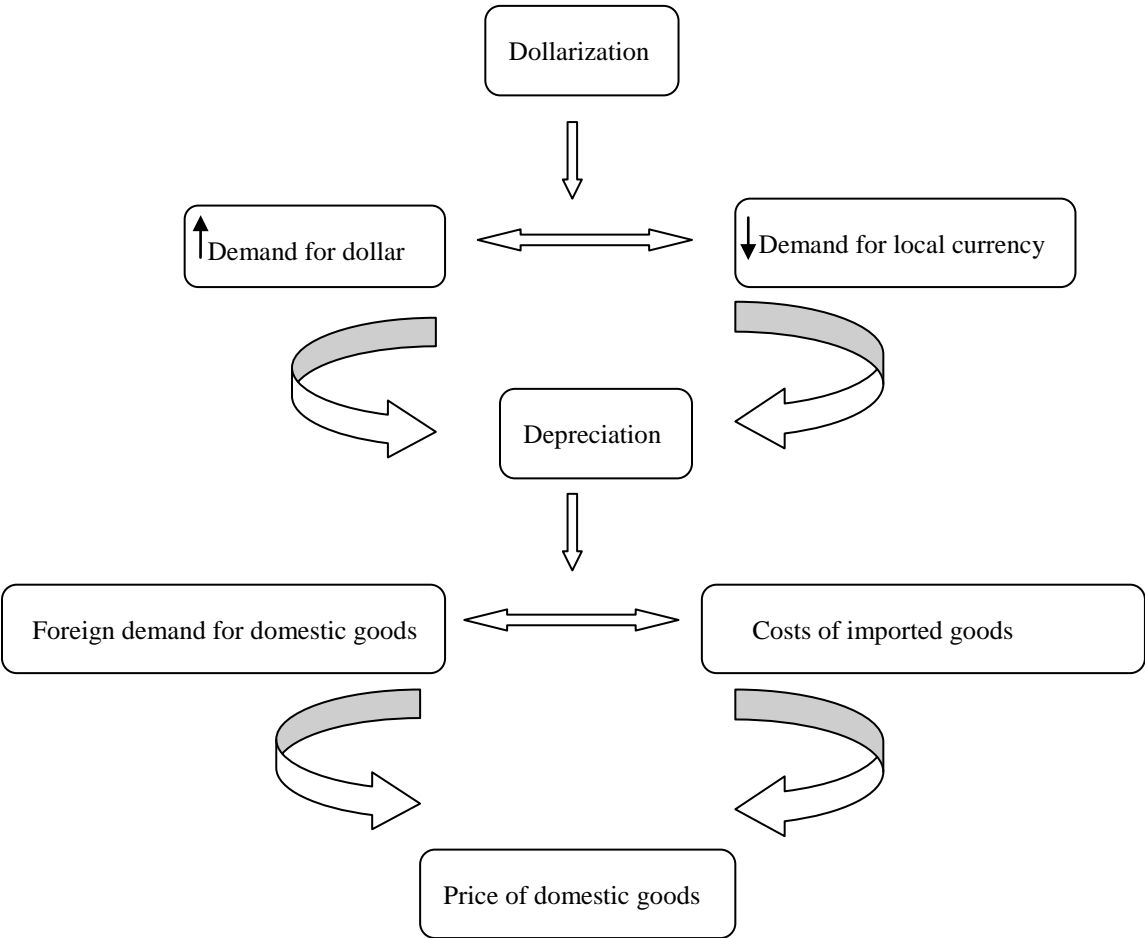 Dollarization
Demand for dollar
Demand for local currency
Depreciation
Foreign demand for domestic goods
Costs of imported goods
Price of domestic goods